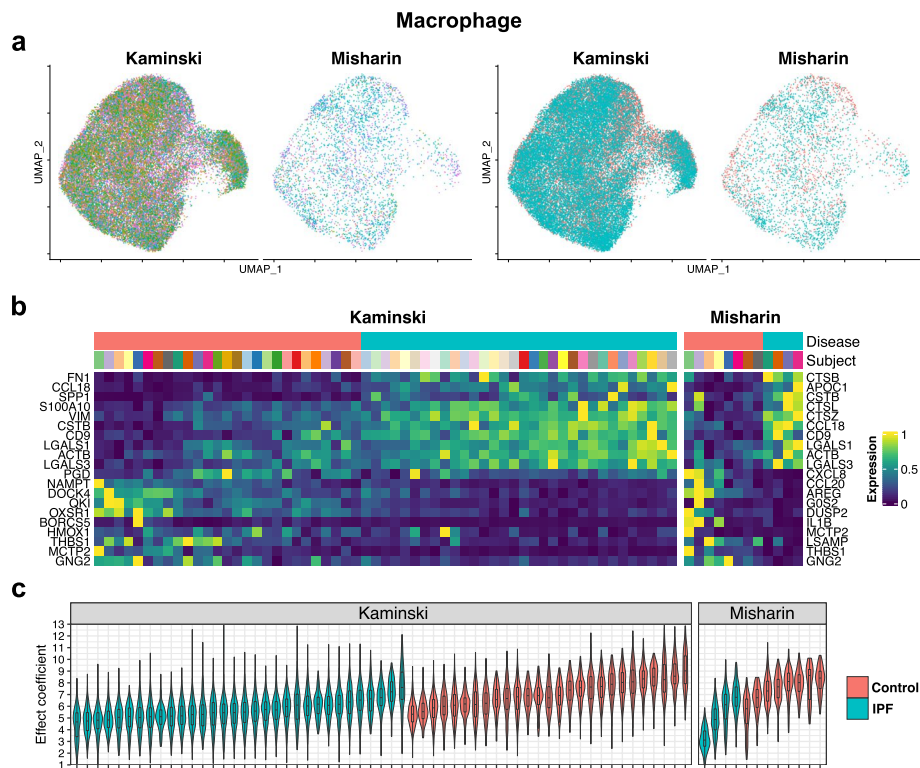 Macrophage
a
Kaminski
Misharin
Kaminski
Misharin
UMAP_2
UMAP_1
UMAP_2
UMAP_1
b
Kaminski
Misharin
Disease
Subject
FN1
CCL18
SPP1
S100A10
VIM
CSTB
CD9
LGALS1
ACTB
LGALS3
PGD
NAMPT
DOCK4
QKI
OXSR1
BORCS5
HMOX1
THBS1
MCTP2
GNG2
CTSB
APOC1
CSTB
CTSL
CTSZ
CCL18
CD9
LGALS1
ACTB
LGALS3
CXCL8
CCL20
AREG
G0S2
DUSP2
IL1B
MCTP2
LSAMP
THBS1
GNG2
Expression
1
0.5
0
c
Kaminski
Misharin
Effect coefficient
13
12
11
10
9
8
7
6
5
4
3
2
1
Control
IPF